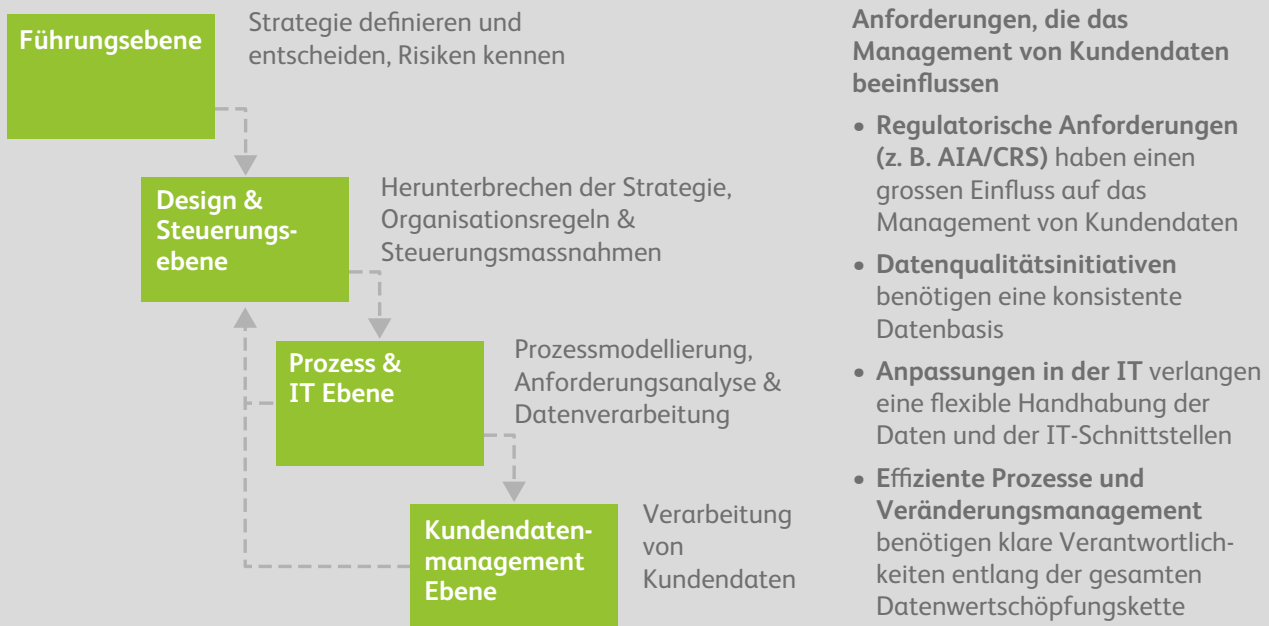 Führungsebene
Strategie definieren und
entscheiden, Risiken kennen
Design &
Steuerungs-
ebene
Herunterbrechen der Strategie,
Organisationsregeln &
Steuerungsmassnahmen
Prozess &
IT Ebene
Prozessmodellierung,
Anforderungsanalyse &
Datenverarbeitung
Kundendaten-
management
Ebene
Verarbeitung
von
Kundendaten
Anforderungen, die das
Management von Kundendaten
beeinflussen
• Regulatorische Anforderungen
(z. B. AIA/CRS) haben einen
grossen Einfluss auf das
Management von Kundendaten
• Datenqualitätsinitiativen
benötigen eine konsistente
Datenbasis
• Anpassungen in der IT verlangen
eine flexible Handhabung der
Daten und der IT-Schnittstellen
• Effiziente Prozesse und
Veränderungsmanagement
benötigen klare Verantwortlich-
keiten entlang der gesamten
Datenwertschöpfungskette